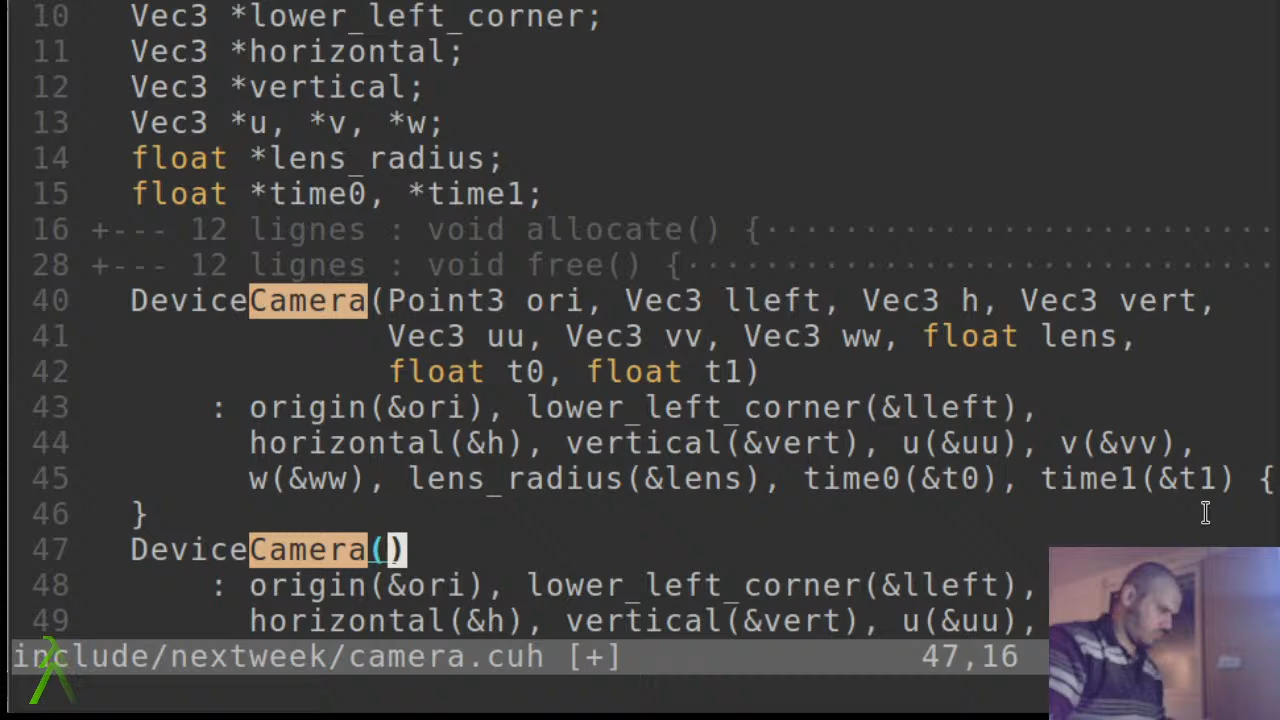 10 Vec3 *lower_left_corner;
11 Vec3 *horizontal;
12 Vec3 *vertical;
13 Vec3 *u, *v, *w;
14 float *lens_radius;
15 float *time0, *time1;
16 +--- 12 lignes : void allocate() {··························
28 +--- 12 lignes : void free() {······························
40 DeviceCamera(Point3 ori, Vec3 lleft, Vec3 h, Vec3 vert,
41 Vec3 uu, Vec3 vv, Vec3 ww, float lens,
42 float t0, float t1)
43 : origin(&ori), lower_left_corner(&lleft),
44 horizontal(&h), vertical(&vert), u(&uu), v(&vv),
45 w(&ww), lens_radius(&lens), time0(&t0), time1(&t1) {
46 }
47 DeviceCamera()
48 : origin(&ori), lower_left_corner(&lleft),
49 horizontal(&h), vertical(&vert), u(&uu),
include/nextweek/camera.cuh [+] 47,16
λ